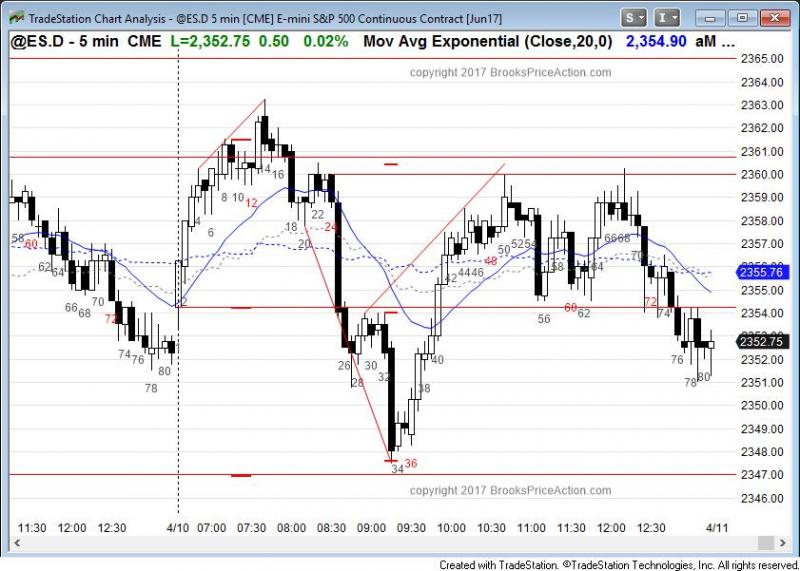 TradeStation Chart Analysis - @ES.D 5 min [CME] E-mini S&P 500 Continuous Contract [Jun17]
S I
@ES.D - 5 min CME L=2,352.75 0.50 0.02% Mov Avg Exponential (Close,20,0) 2,354.90 aM ...
copyright 2017 BrooksPriceAction.com
2365.00
2364.00
2363.00
2362.00
2361.00
2360.00
2359.00
2358.00
2357.00
2355.76
2355.00
2354.00
2352.75
2352.00
2351.00
2350.00
2349.00
2348.00
2347.00
2346.00
58 60 62 64 66 68 70 72 74 76 78 80
2 4 6 8 10 12 14 16 18 20 22 24 26 28 30 32 34 36 38 40 42 44 46 48 50 52 54 56 58 60 62 64 66 68 70 72 74 76 78 80
copyright 2017 BrooksPriceAction.com
11:30 12:00 12:30 4/10 07:00 07:30 08:00 08:30 09:00 09:30 10:00 10:30 11:00 11:30 12:00 12:30 4/11
Created with TradeStation. ©TradeStation Technologies, Inc. All rights reserved.